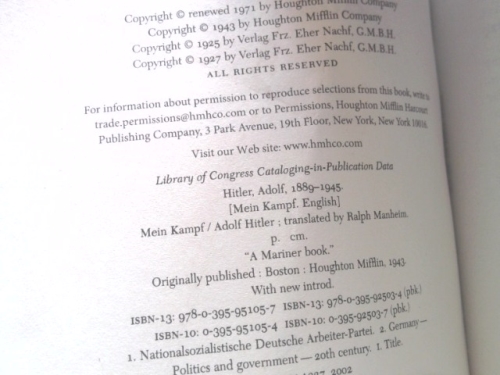 Copyright © renewed 1971 by Houghton Mifflin Company
Copyright © 1943 by Houghton Mifflin Company
Copyright © 1925 by Verlag Frz. Eher Nachf, G.M.B.H.
Copyright © 1927 by Verlag Frz. Eher Nachf, G.M.B.H.
ALL RIGHTS RESERVED
For information about permission to reproduce selections from this book, write to
trade.permissions@hmhco.com or to Permissions, Houghton Mifflin Harcourt
Publishing Company, 3 Park Avenue, 19th Floor, New York, New York 10016.
Visit our Web site: www.hmhco.com
Library of Congress Cataloging-in-Publication Data
Hitler, Adolf, 1889–1945.
[Mein Kampf. English]
Mein Kampf / Adolf Hitler ; translated by Ralph Manheim.
p. cm.
"A Mariner book."
Originally published : Boston : Houghton Mifflin, 1943.
With new introd.
ISBN-13: 978-0-395-95105-7 ISBN-13: 978-0-395-92503-4 (pbk.)
ISBN-10: 0-395-95105-4 ISBN-10: 0-395-92503-7 (pbk.)
1. Nationalsozialistische Deutsche Arbeiter-Partei. 2. Germany—
Politics and government — 20th century. I. Title.
2002